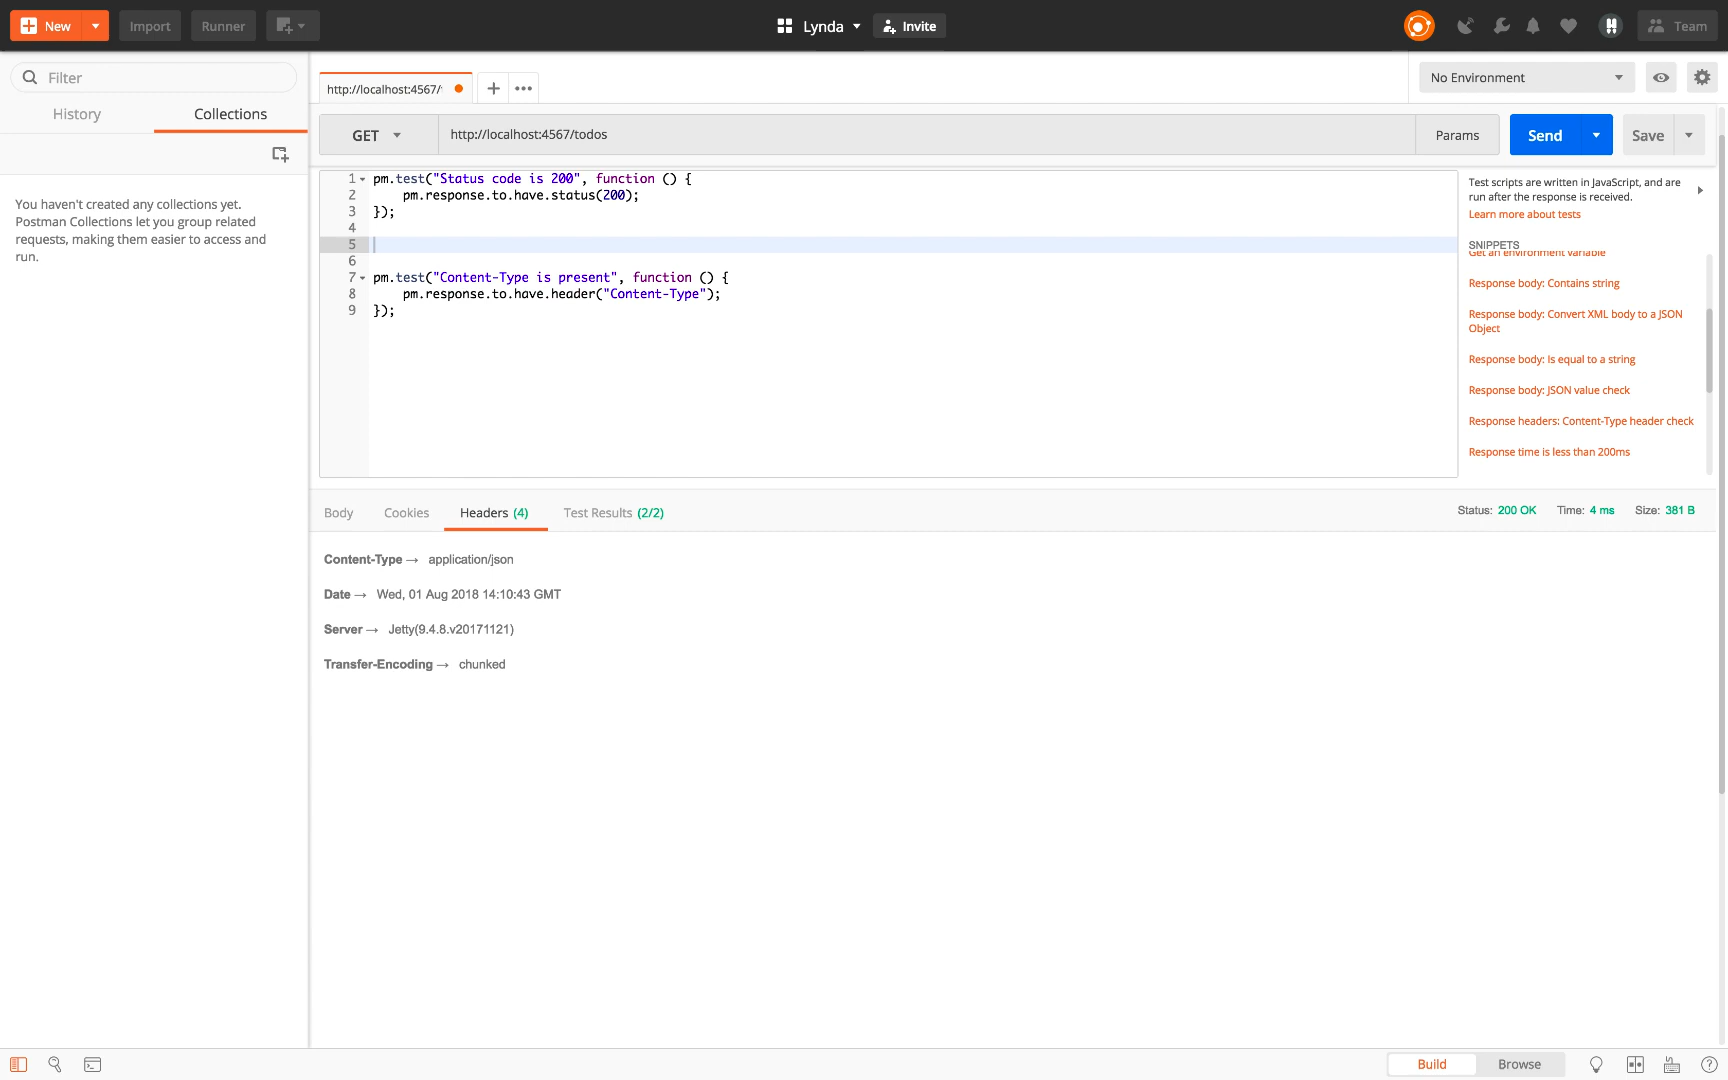 New
Import
Runner
Lynda
Invite
Team
Filter
History
Collections
You haven't created any collections yet.
Postman Collections let you group related
requests, making them easier to access and
run.
http://localhost:4567/
No Environment
GET
http://localhost:4567/todos
Params
Send
Save
1 pm.test("Status code is 200", function () {
2 pm.response.to.have.status(200);
3 });
4
5
6
7 pm.test("Content-Type is present", function () {
8 pm.response.to.have.header("Content-Type");
9 });
Test scripts are written in JavaScript, and are
run after the response is received.
Learn more about tests
SNIPPETS
Get an environment variable
Response body: Contains string
Response body: Convert XML body to a JSON
Object
Response body: Is equal to a string
Response body: JSON value check
Response headers: Content-Type header check
Response time is less than 200ms
Body
Cookies
Headers (4)
Test Results (2/2)
Status: 200 OK
Time: 4 ms
Size: 381 B
Content-Type → application/json
Date → Wed, 01 Aug 2018 14:10:43 GMT
Server → Jetty(9.4.8.v20171121)
Transfer-Encoding → chunked
Build
Browse